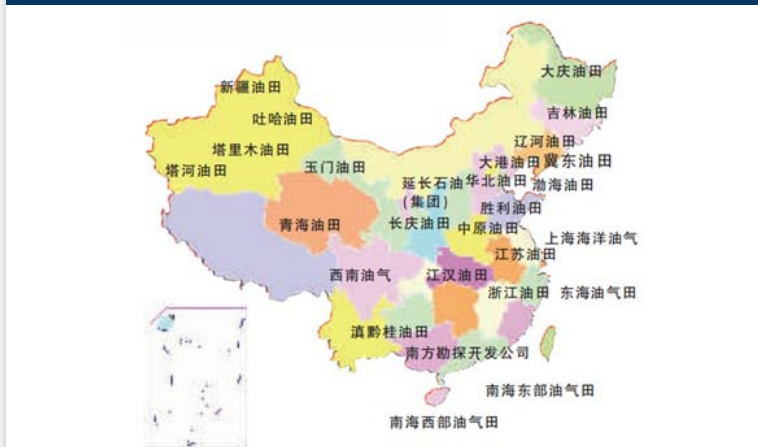 大庆油田
新疆油田
吉林油田
吐哈油田
辽河油田
塔里木油田
大港油田
冀东油田
玉门油田
塔河油田
延长石油
(集团)
华北油田
渤海油田
胜利油田
青海油田
长庆油田
中原油田
上海海洋油气
江苏油田
西南油气
江汉油田
浙江油田
东海油气田
滇黔桂油田
南方勘探开发公司
南海东部油气田
南海西部油气田